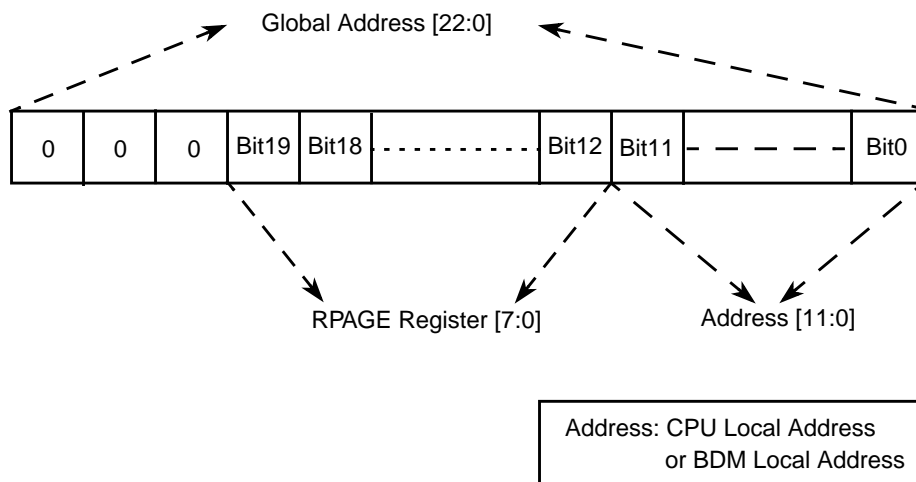 Global Address [22:0]
0 0 0 Bit19 Bit18 Bit12 Bit11 Bit0
RPAGE Register [7:0] Address [11:0]
Address: CPU Local Address
or BDM Local Address